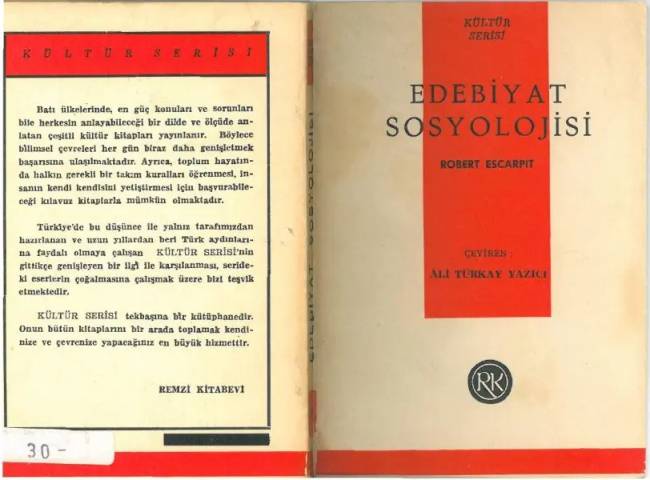 KÜLTÜR SERİSİ
Batı ülkelerinde, en güç konuları ve sorunları
bile herkesin anlayabileceği bir dilde ve ölçüde an-
latan çeşitli kültür kitapları yayınlanır. Böylece
bilimsel çevreleri her gün biraz daha genişletmek
başarısına ulaşılmaktadır. Ayrıca, toplum hayatın-
da halkın gerekli bir takım kuralları öğrenmesi, in-
sanın kendi kendisini yetiştirmesi için başvurabile-
ceği kılavuz kitaplarla mümkün olmaktadır.
Türkiye'de bu düşünce ile yalnız tarafımızdan
hazırlanan ve uzun yıllardan beri Türk aydınları-
na faydalı olmaya çalışan KÜLTÜR SERİSİ'nin
gittikçe genişleyen bir ilgi ile karşılanması, seride-
ki eserlerin çoğalmasına çalışmak üzere bizi teşvik
etmektedir.
KÜLTÜR SERİSİ tekbaşına bir kütüphanedir.
Onun bütün kitaplarını bir arada toplamak kendi-
nize ve çevrenize yapacağınız en büyük hizmettir.
REMZİ KİTABEVİ
30-
EDEBİYAT SOSYOLOJİSİ
KÜLTÜR
SERİSİ
EDEBİYAT
SOSYOLOJİSİ
ROBERT ESCARPIT
ÇEVİREN :
ÂLİ TÜRKAY YAZICI
RK